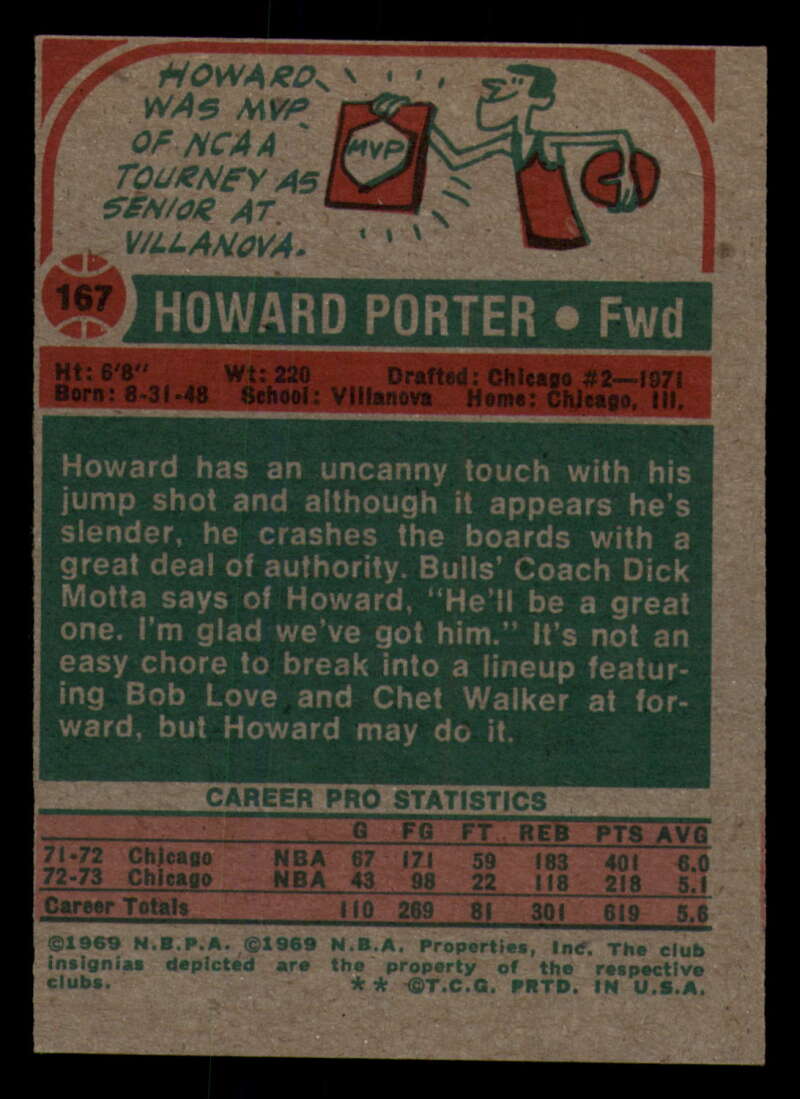 HOWARD
WAS MVP
OF NCAA
TOURNEY AS
SENIOR AT
VILLANOVA.
MVP
167
HOWARD PORTER • Fwd
Ht: 6'8" Wt: 220 Drafted: Chicago #2—1971
Born: 8-31-48 School: Villanova Home: Chicago, Ill.
Howard has an uncanny touch with his
jump shot and although it appears he's
slender, he crashes the boards with a
great deal of authority. Bulls' Coach Dick
Motta says of Howard, "He'll be a great
one. I'm glad we've got him." It's not an
easy chore to break into a lineup featur-
ing Bob Love and Chet Walker at for-
ward, but Howard may do it.
CAREER PRO STATISTICS
G FG FT REB PTS AVG
71-72 Chicago NBA 67 171 59 183 401 6.0
72-73 Chicago NBA 43 98 22 118 218 5.1
Career Totals 110 269 81 301 619 5.6
©1969 N.B.P.A. ©1969 N.B.A. Properties, Inc. The club
insignias depicted are the property of the respective
clubs. ** ©T.C.G. PRTD. IN U.S.A.